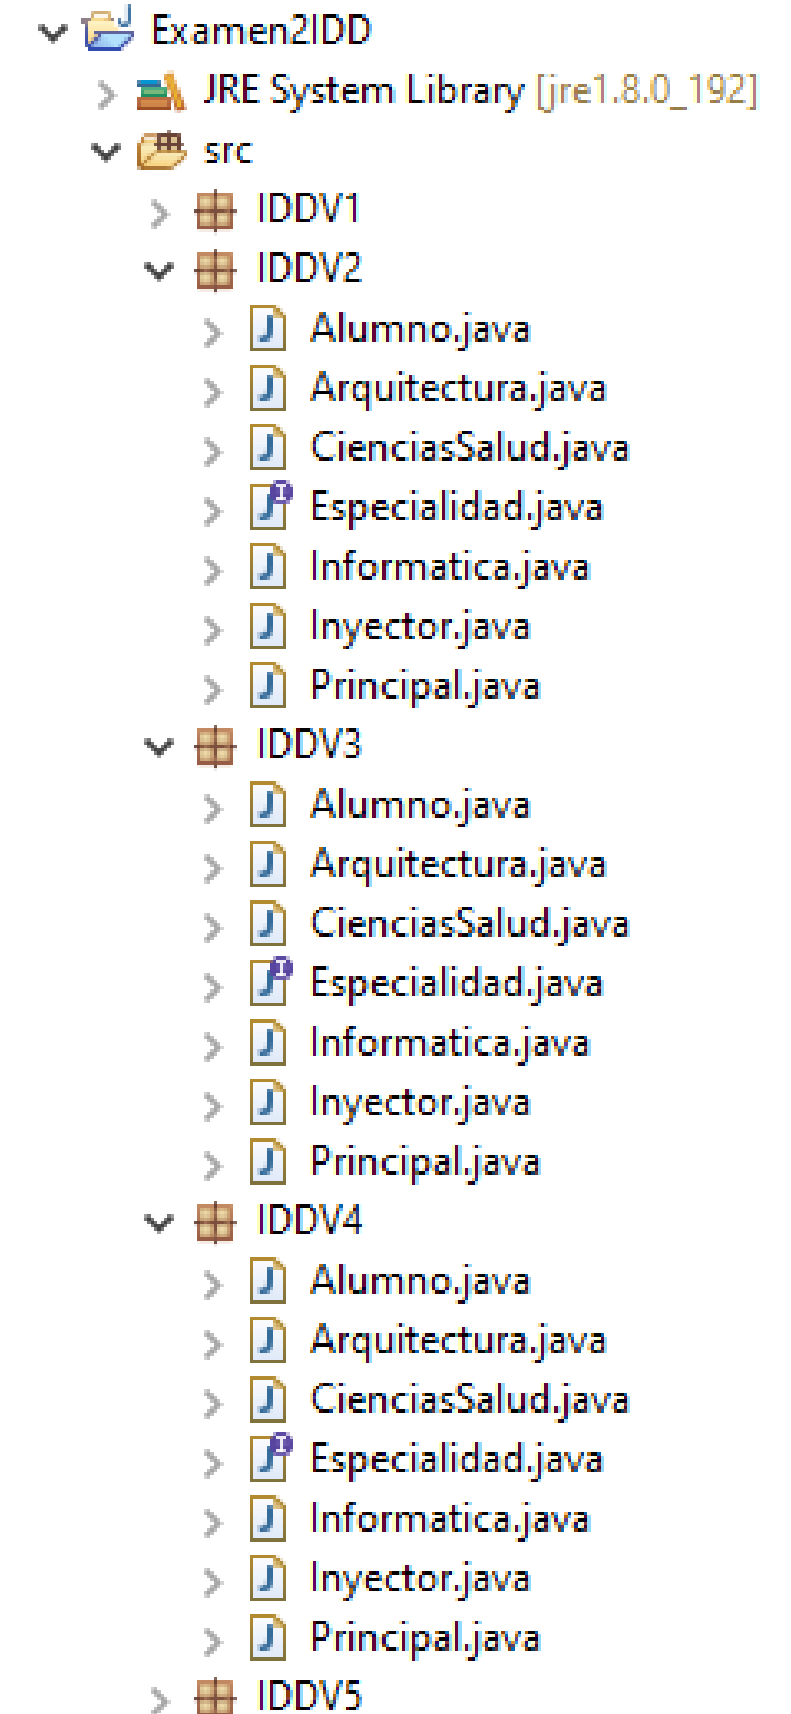 Examen2IDD
JRE System Library [jre1.8.0_192]
src
IDDV1
IDDV2
Alumno.java
Arquitectura.java
CienciasSalud.java
Especialidad.java
Informatica.java
Inyector.java
Principal.java
IDDV3
Alumno.java
Arquitectura.java
CienciasSalud.java
Especialidad.java
Informatica.java
Inyector.java
Principal.java
IDDV4
Alumno.java
Arquitectura.java
CienciasSalud.java
Especialidad.java
Informatica.java
Inyector.java
Principal.java
IDDV5